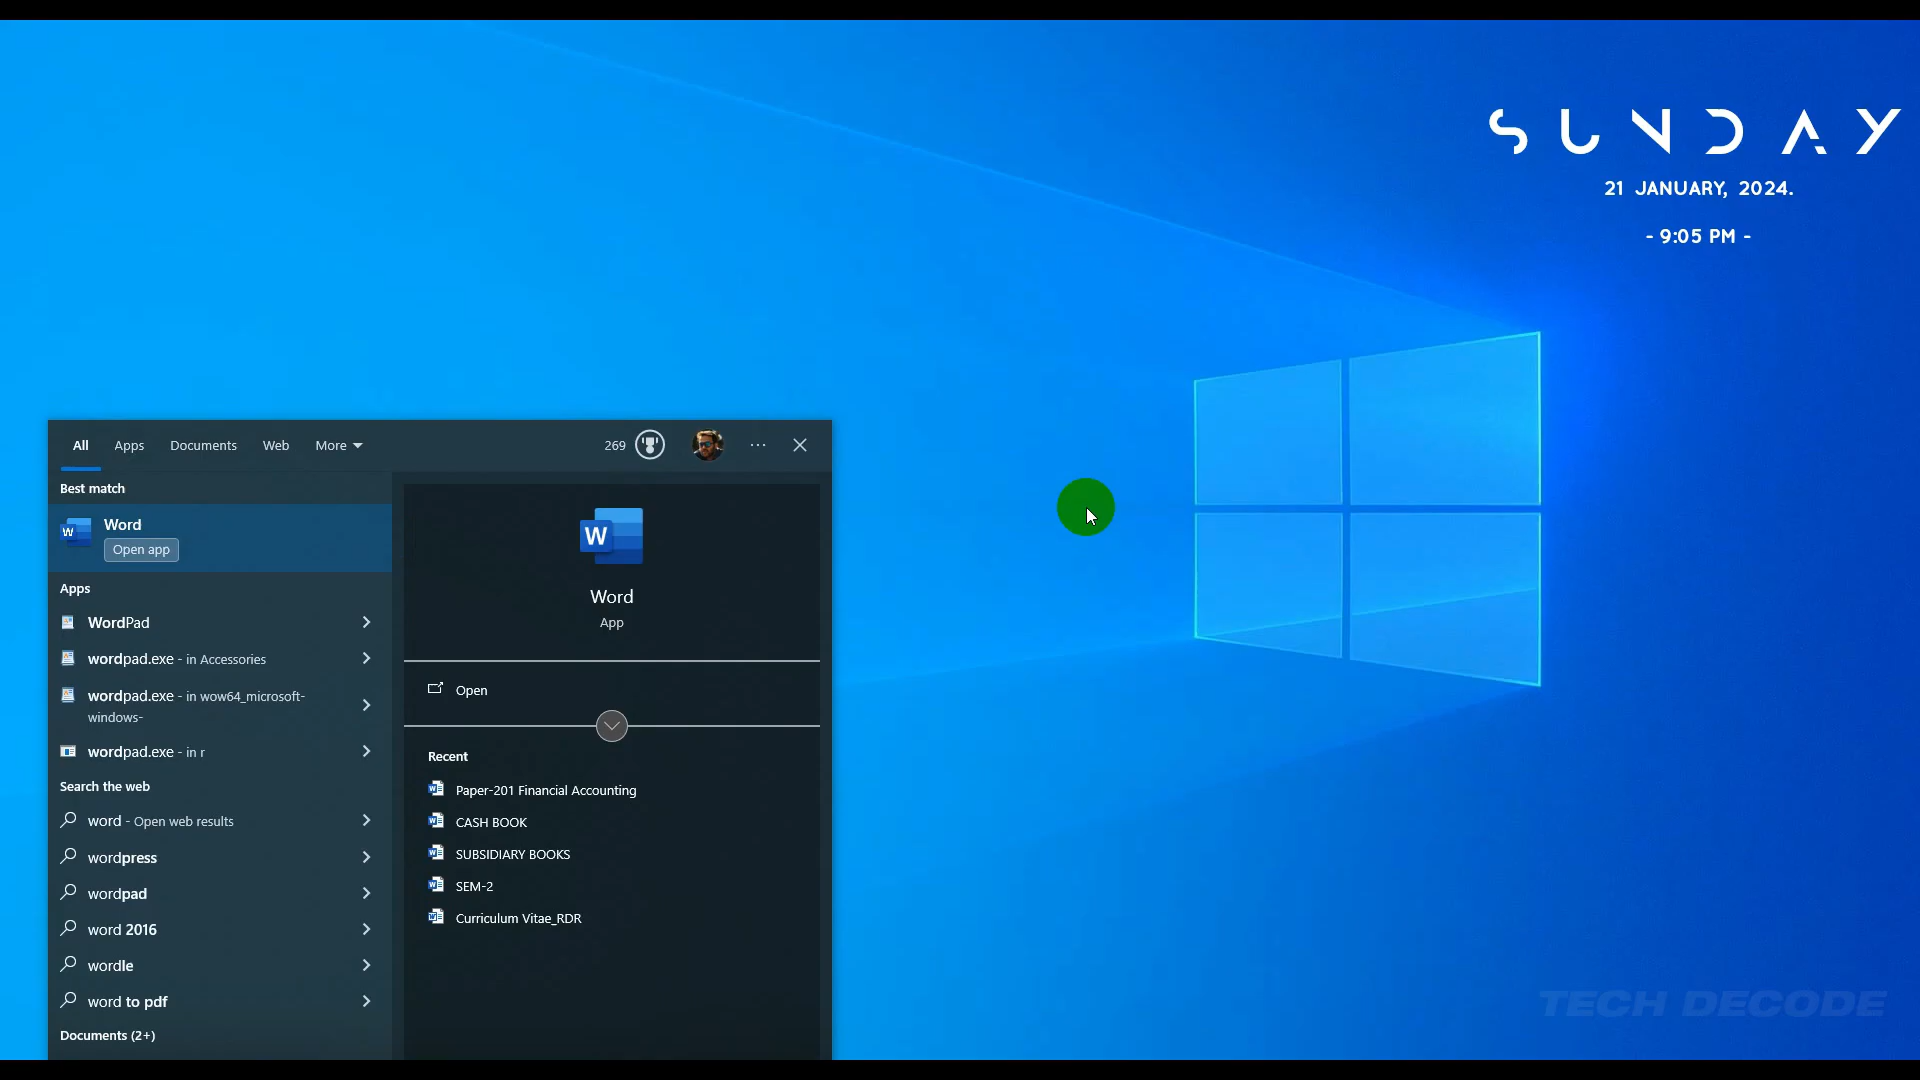 SUNDAY
21 JANUARY, 2024.
- 9:05 PM -
All Apps Documents Web More 269 ...
Best match
Word
Open app
Apps
WordPad
wordpad.exe - in Accessories
wordpad.exe - in wow64_microsoft-
windows-
wordpad.exe - in r
Search the web
word - Open web results
wordpress
wordpad
word 2016
wordle
word to pdf
Documents (2+)
W
Word
App
Open
Recent
Paper-201 Financial Accounting
CASH BOOK
SUBSIDIARY BOOKS
SEM-2
Curriculum Vitae_RDR
TECH DECODE